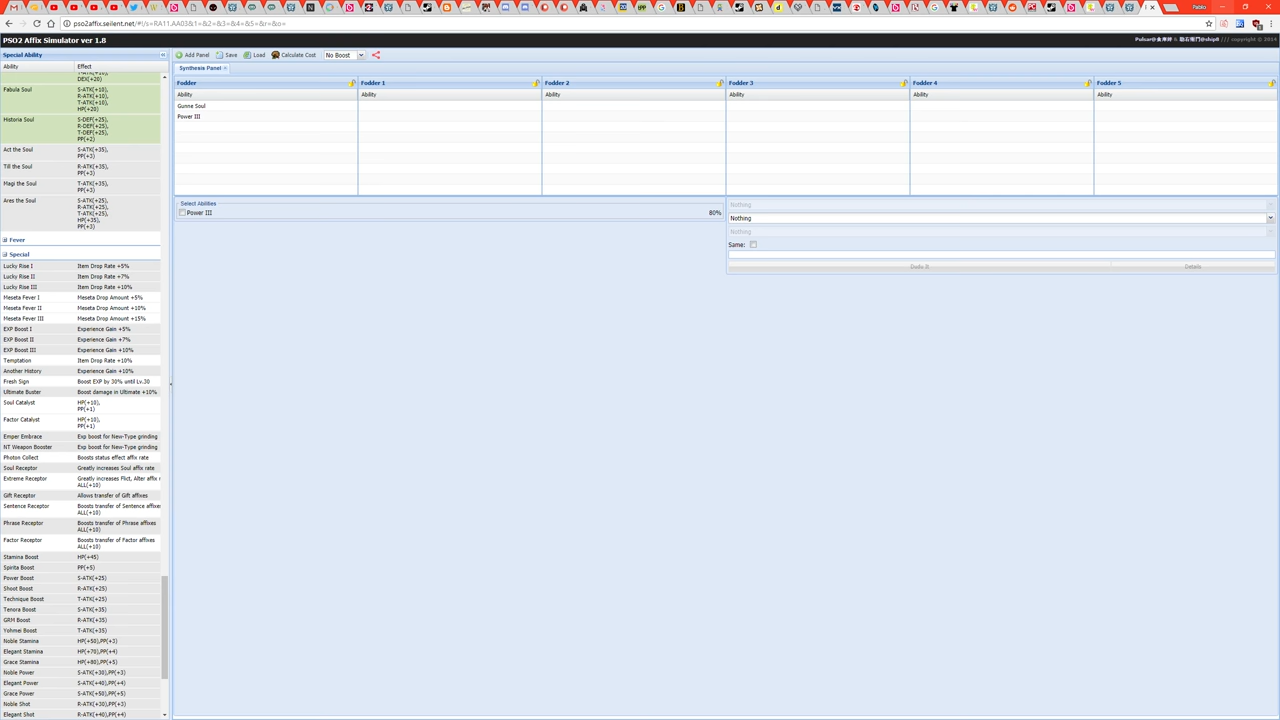 Pablo
pso2affix.seilent.net/#!/s=RA11.AA03&1=&2=&3=&4=&5=&r=&o=
PSO2 Affix Simulator ver 1.8
/// copyright © 2014
Special Ability
Add Panel Save Load Calculate Cost No Boost
Ability Effect
Synthesis Panel
Fodder Fodder 1 Fodder 2 Fodder 3 Fodder 4 Fodder 5
Ability Ability Ability Ability Ability Ability
Gunne Soul
Power III
Select Abilities
Power III 80%
Nothing
Nothing
Nothing
Same:
Dudu It Details
T-ATK(+10),
DEX(+20)
Fabula Soul S-ATK(+10),
R-ATK(+10),
T-ATK(+10),
HP(+20)
Historia Soul S-DEF(+25),
R-DEF(+25),
T-DEF(+25),
PP(+2)
Act the Soul S-ATK(+35),
PP(+3)
Till the Soul R-ATK(+35),
PP(+3)
Magi the Soul T-ATK(+35),
PP(+3)
Ares the Soul S-ATK(+25),
R-ATK(+25),
T-ATK(+25),
HP(+35),
PP(+3)
Fever
Special
Lucky Rise I Item Drop Rate +5%
Lucky Rise II Item Drop Rate +7%
Lucky Rise III Item Drop Rate +10%
Meseta Fever I Meseta Drop Amount +5%
Meseta Fever II Meseta Drop Amount +10%
Meseta Fever III Meseta Drop Amount +15%
EXP Boost I Experience Gain +5%
EXP Boost II Experience Gain +7%
EXP Boost III Experience Gain +10%
Temptation Item Drop Rate +10%
Another History Experience Gain +10%
Fresh Sign Boost EXP by 30% until Lv.30
Ultimate Buster Boost damage in Ultimate +10%
Soul Catalyst HP(+10),
PP(+1)
Factor Catalyst HP(+10),
PP(+1)
Emper Embrace Exp boost for New-Type grinding
NT Weapon Booster Exp boost for New-Type grinding
Photon Collect Boosts status effect affix rate
Soul Receptor Greatly increases Soul affix rate
Extreme Receptor Greatly increases Flict, Alter affix r
ALL(+10)
Gift Receptor Allows transfer of Gift affixes
Sentence Receptor Boosts transfer of Sentence affixes
ALL(+10)
Phrase Receptor Boosts transfer of Phrase affixes
ALL(+10)
Factor Receptor Boosts transfer of Factor affixes
ALL(+10)
Stamina Boost HP(+45)
Spirita Boost PP(+5)
Power Boost S-ATK(+25)
Shoot Boost R-ATK(+25)
Technique Boost T-ATK(+25)
Tenora Boost S-ATK(+35)
GRM Boost R-ATK(+35)
Yohmei Boost T-ATK(+35)
Noble Stamina HP(+50),PP(+3)
Elegant Stamina HP(+70),PP(+4)
Grace Stamina HP(+80),PP(+5)
Noble Power S-ATK(+30),PP(+3)
Elegant Power S-ATK(+40),PP(+4)
Grace Power S-ATK(+50),PP(+5)
Noble Shot R-ATK(+30),PP(+3)
Elegant Shot R-ATK(+40),PP(+4)